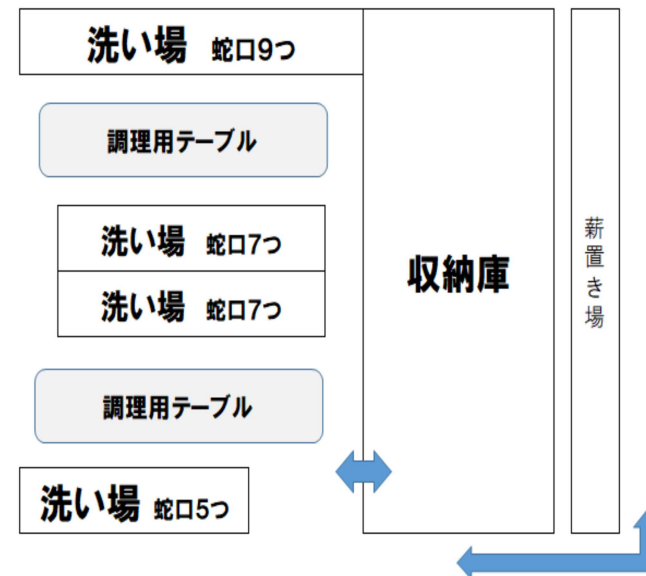 洗い場 蛇口9つ
調理用テーブル
洗い場 蛇口7つ
洗い場 蛇口7つ
調理用テーブル
洗い場 蛇口5つ
収納庫
薪置き場